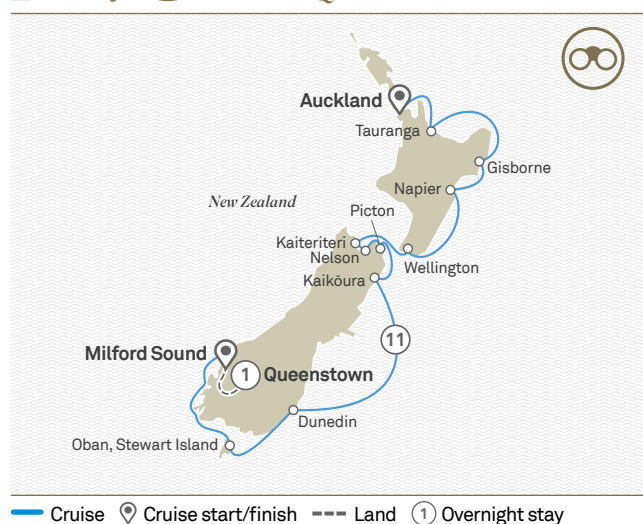 Auckland
Tauranga
Gisborne
Napier
New Zealand
Picton
Kaiteriteri
Nelson
Wellington
Kaikōura
11
Milford Sound
1 Queenstown
Dunedin
Oban, Stewart Island
Cruise Cruise start/finish Land 1 Overnight stay